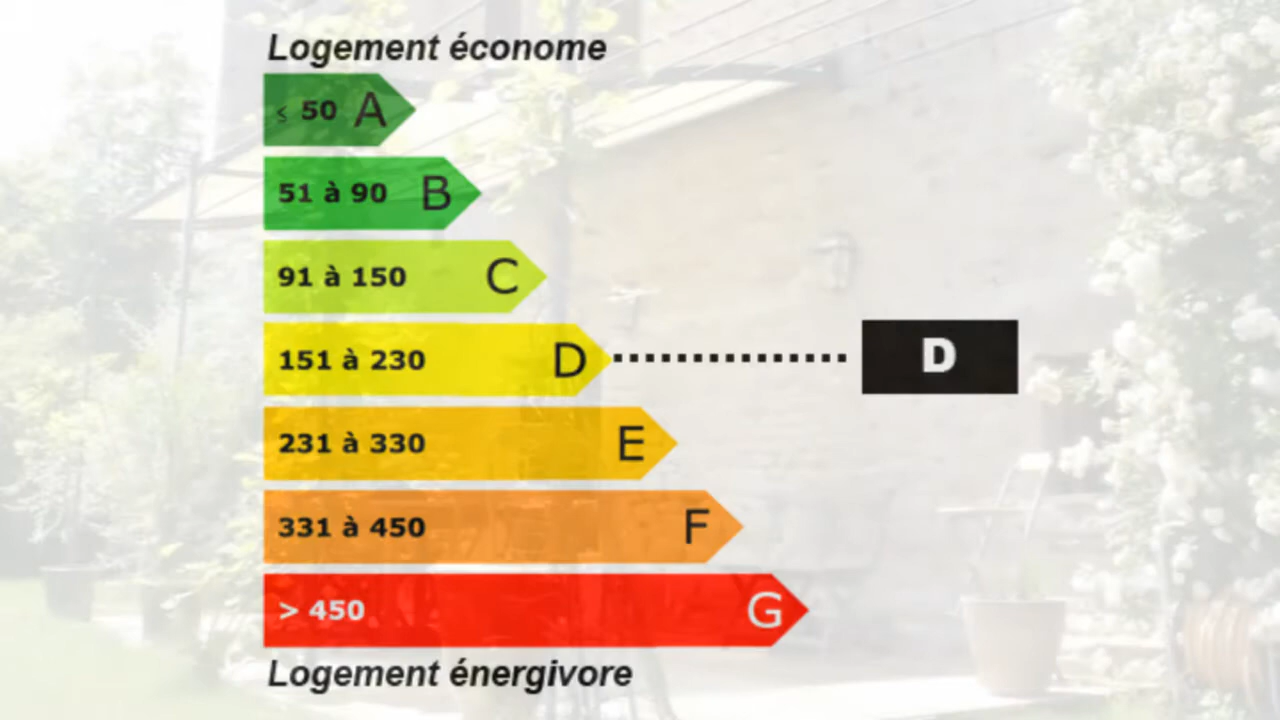 Logement économe
≤ 50 A
51 à 90 B
91 à 150 C
151 à 230 D D
231 à 330 E
331 à 450 F
> 450 G
Logement énergivore